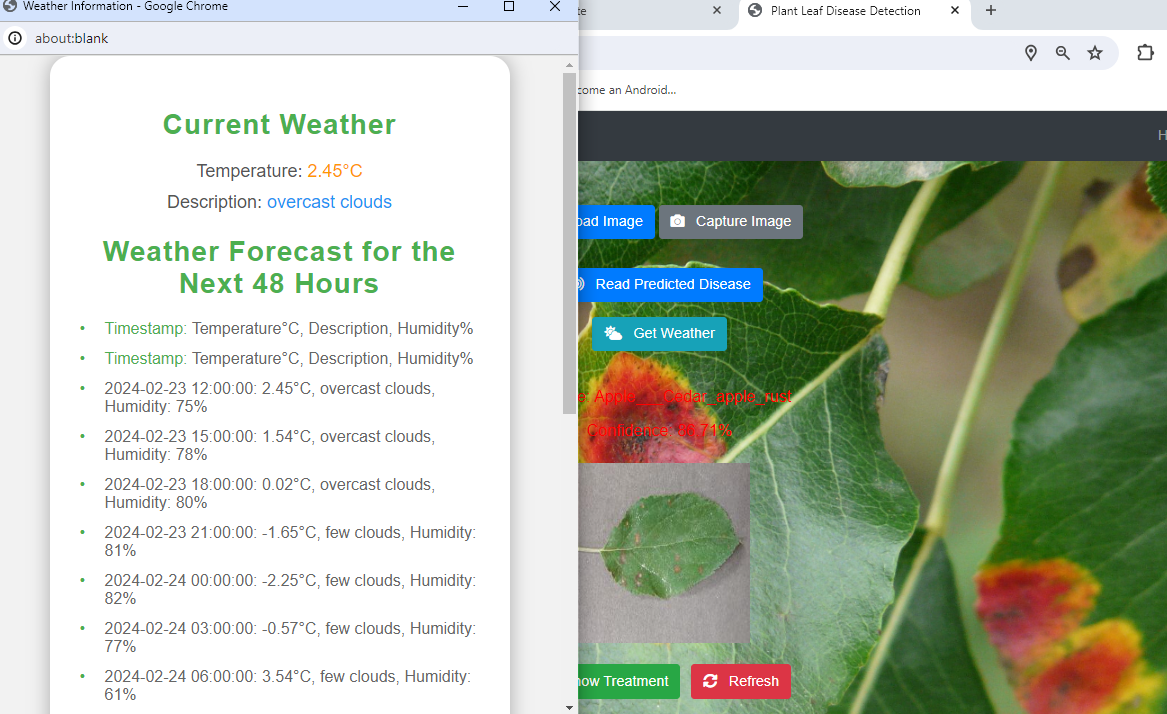 Weather Information - Google Chrome
about:blank
Current Weather
Temperature: 2.45°C
Description: overcast clouds
Weather Forecast for the
Next 48 Hours
• Timestamp: Temperature°C, Description, Humidity%
• Timestamp: Temperature°C, Description, Humidity%
• 2024-02-23 12:00:00: 2.45°C, overcast clouds,
Humidity: 75%
• 2024-02-23 15:00:00: 1.54°C, overcast clouds,
Humidity: 78%
• 2024-02-23 18:00:00: 0.02°C, overcast clouds,
Humidity: 80%
• 2024-02-23 21:00:00: -1.65°C, few clouds, Humidity:
81%
• 2024-02-24 00:00:00: -2.25°C, few clouds, Humidity:
82%
• 2024-02-24 03:00:00: -0.57°C, few clouds, Humidity:
77%
• 2024-02-24 06:00:00: 3.54°C, few clouds, Humidity:
61%
Plant Leaf Disease Detection
come an Android...
H
oad Image
Capture Image
Read Predicted Disease
Get Weather
e: Apple___Cedar_apple_rust
Confidence:
ow Treatment
Refresh